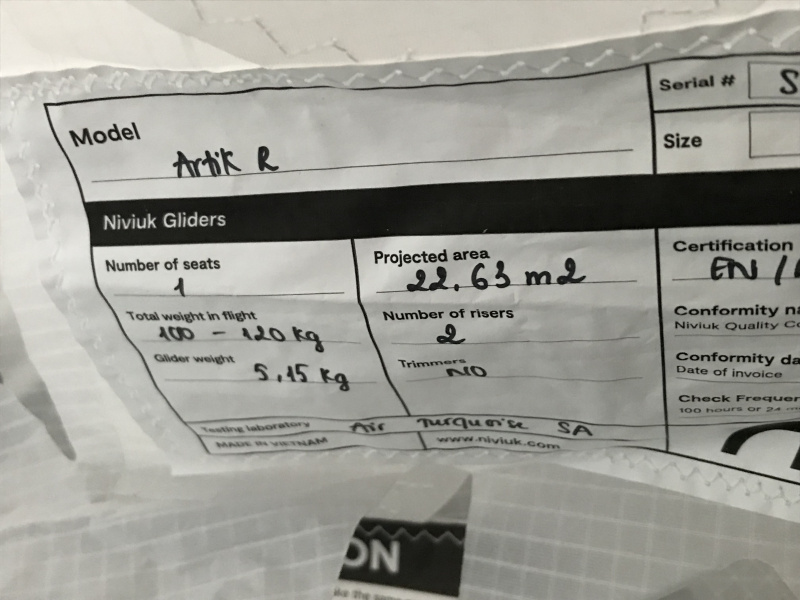 Model
Artik R
Serial # S
Size
Niviuk Gliders
Number of seats
1
Projected area
22.63 m2
Certification
EN /
Total weight in flight
100 - 120 kg
Number of risers
2
Conformity
Niviuk Quality
Glider weight
5,15 kg
Trimmers
NO
Conformity
Date of invoice
Check
100 hours or 24
Testing laboratory Air Turquoise SA
MADE IN VIETNAM
www.niviuk.com
ON
the